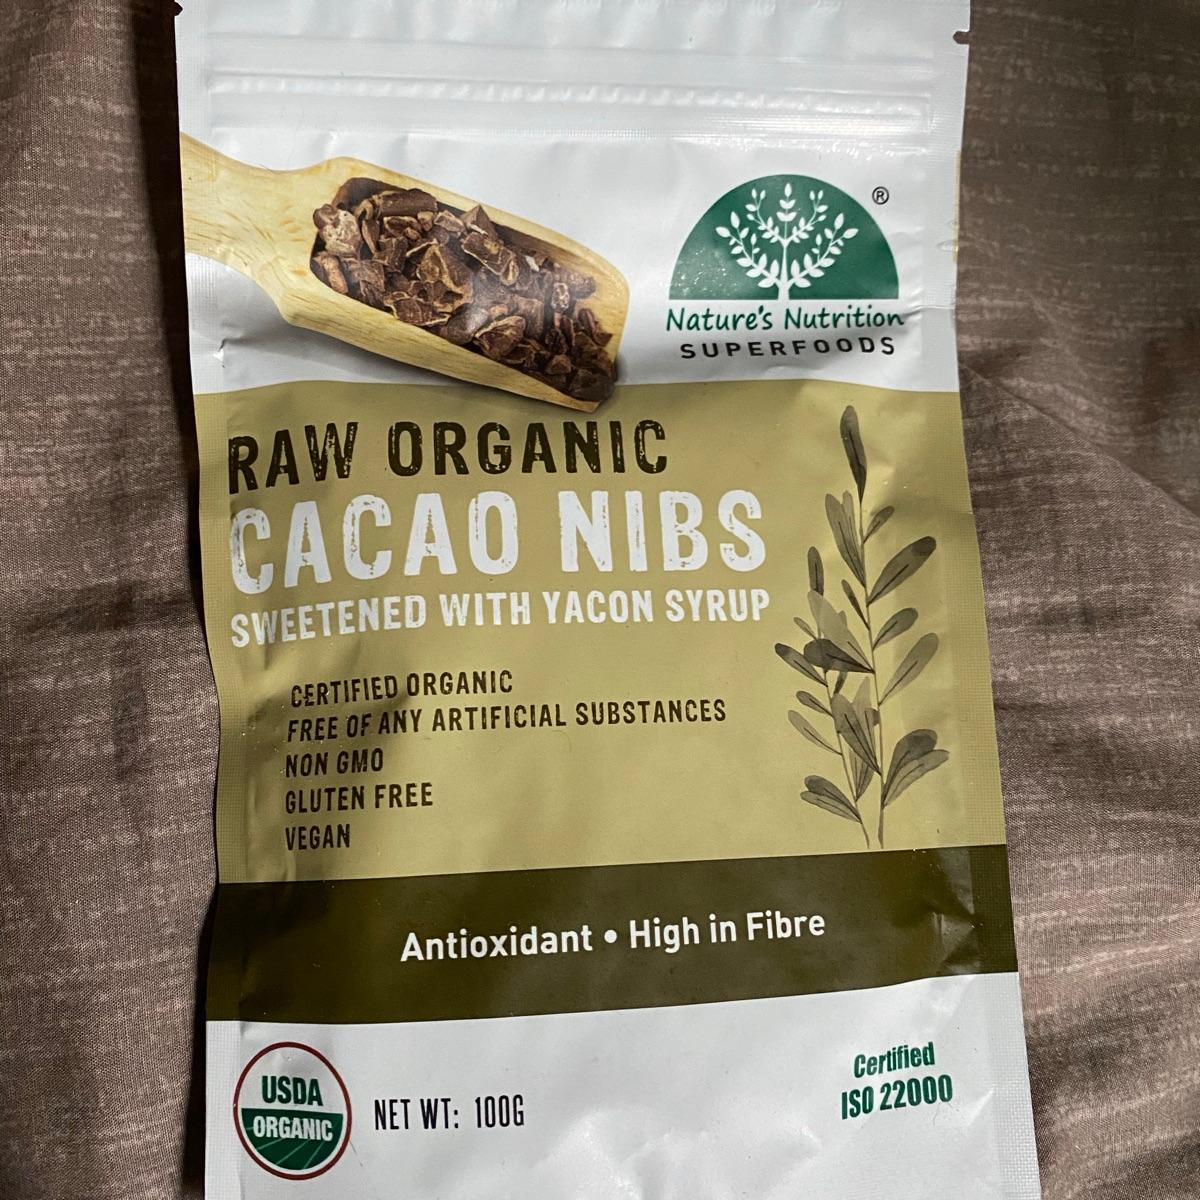 ®
Nature's Nutrition
SUPERFOODS
RAW ORGANIC
CACAO NIBS
SWEETENED WITH YACON SYRUP
CERTIFIED ORGANIC
FREE OF ANY ARTIFICIAL SUBSTANCES
NON GMO
GLUTEN FREE
VEGAN
Antioxidant • High in Fibre
USDA
ORGANIC
NET WT: 100G
Certified
ISO 22000